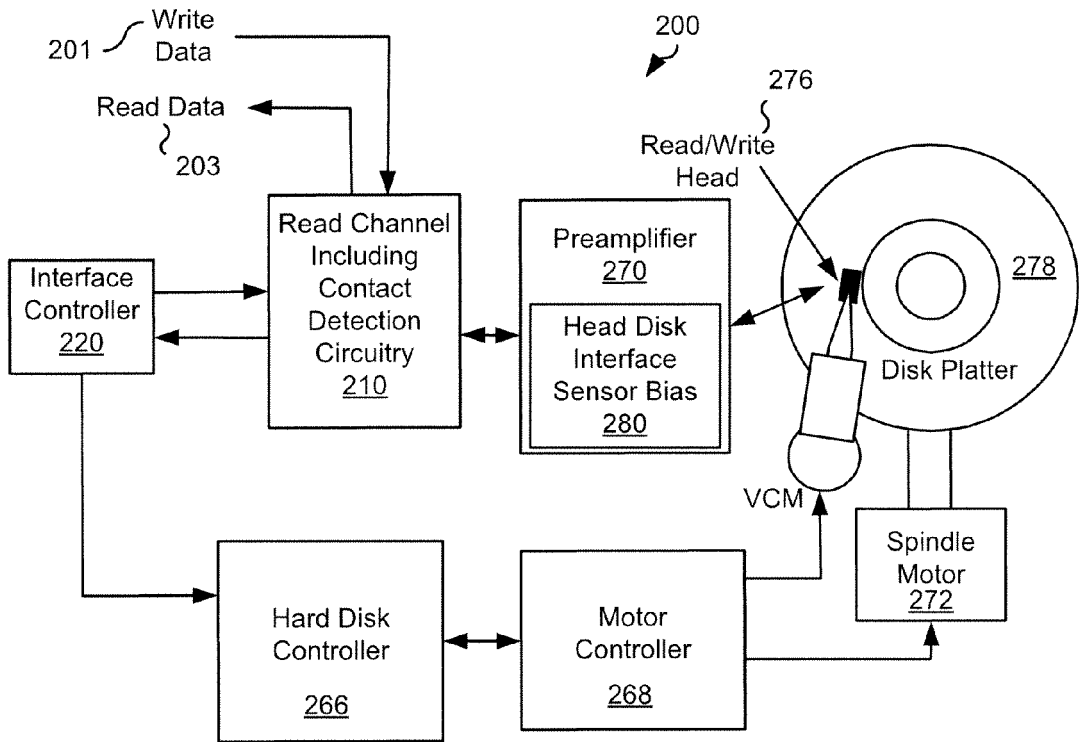 201
Write
Data
Read Data
203
200
276
Read/Write
Head
Read Channel
Including
Contact
Detection
Circuitry
210
Preamplifier
270
Head Disk
Interface
Sensor Bias
280
Interface
Controller
220
278
Disk Platter
VCM
Spindle
Motor
272
Hard Disk
Controller
266
Motor
Controller
268